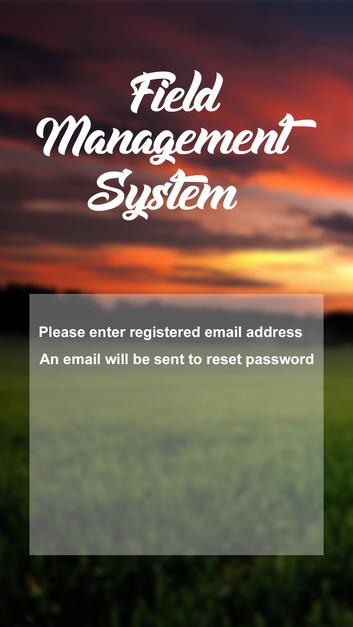 Field
Management
System
Please enter registered email address
An email will be sent to reset password